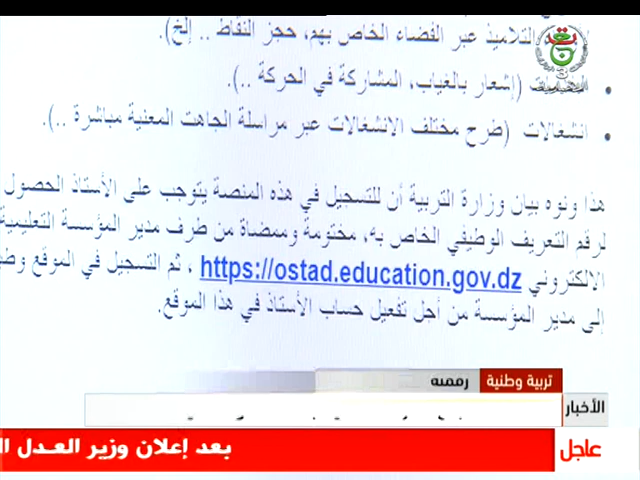 التلاميذ عبر الفضاء الخاص بهم، حجز النقاط .. إلخ).
(إشعار بالغياب، المشاركة في الحركة ..).
انشغالات (طرح مختلف الانشغالات عبر مراسلة الجاهت المعنية مباشرة ..).
هذا ونوه بيان وزارة التربية أن للتسجيل في هذه المنصة يتوجب على الأستاذ الحصول
لرقم التعريف الوظيفي الخاص به، مختومة وممضاة من طرف مدير المؤسسة التعليمية
الالكتروني https://ostad.education.gov.dz ، ثم التسجيل في الموقع
إلى مدير المؤسسة من أجل تفعيل حساب الأستاذ في هذا الموقع.
تربية وطنية رقمنة
الأخبار
عاجل بعد إعلان وزير العدل